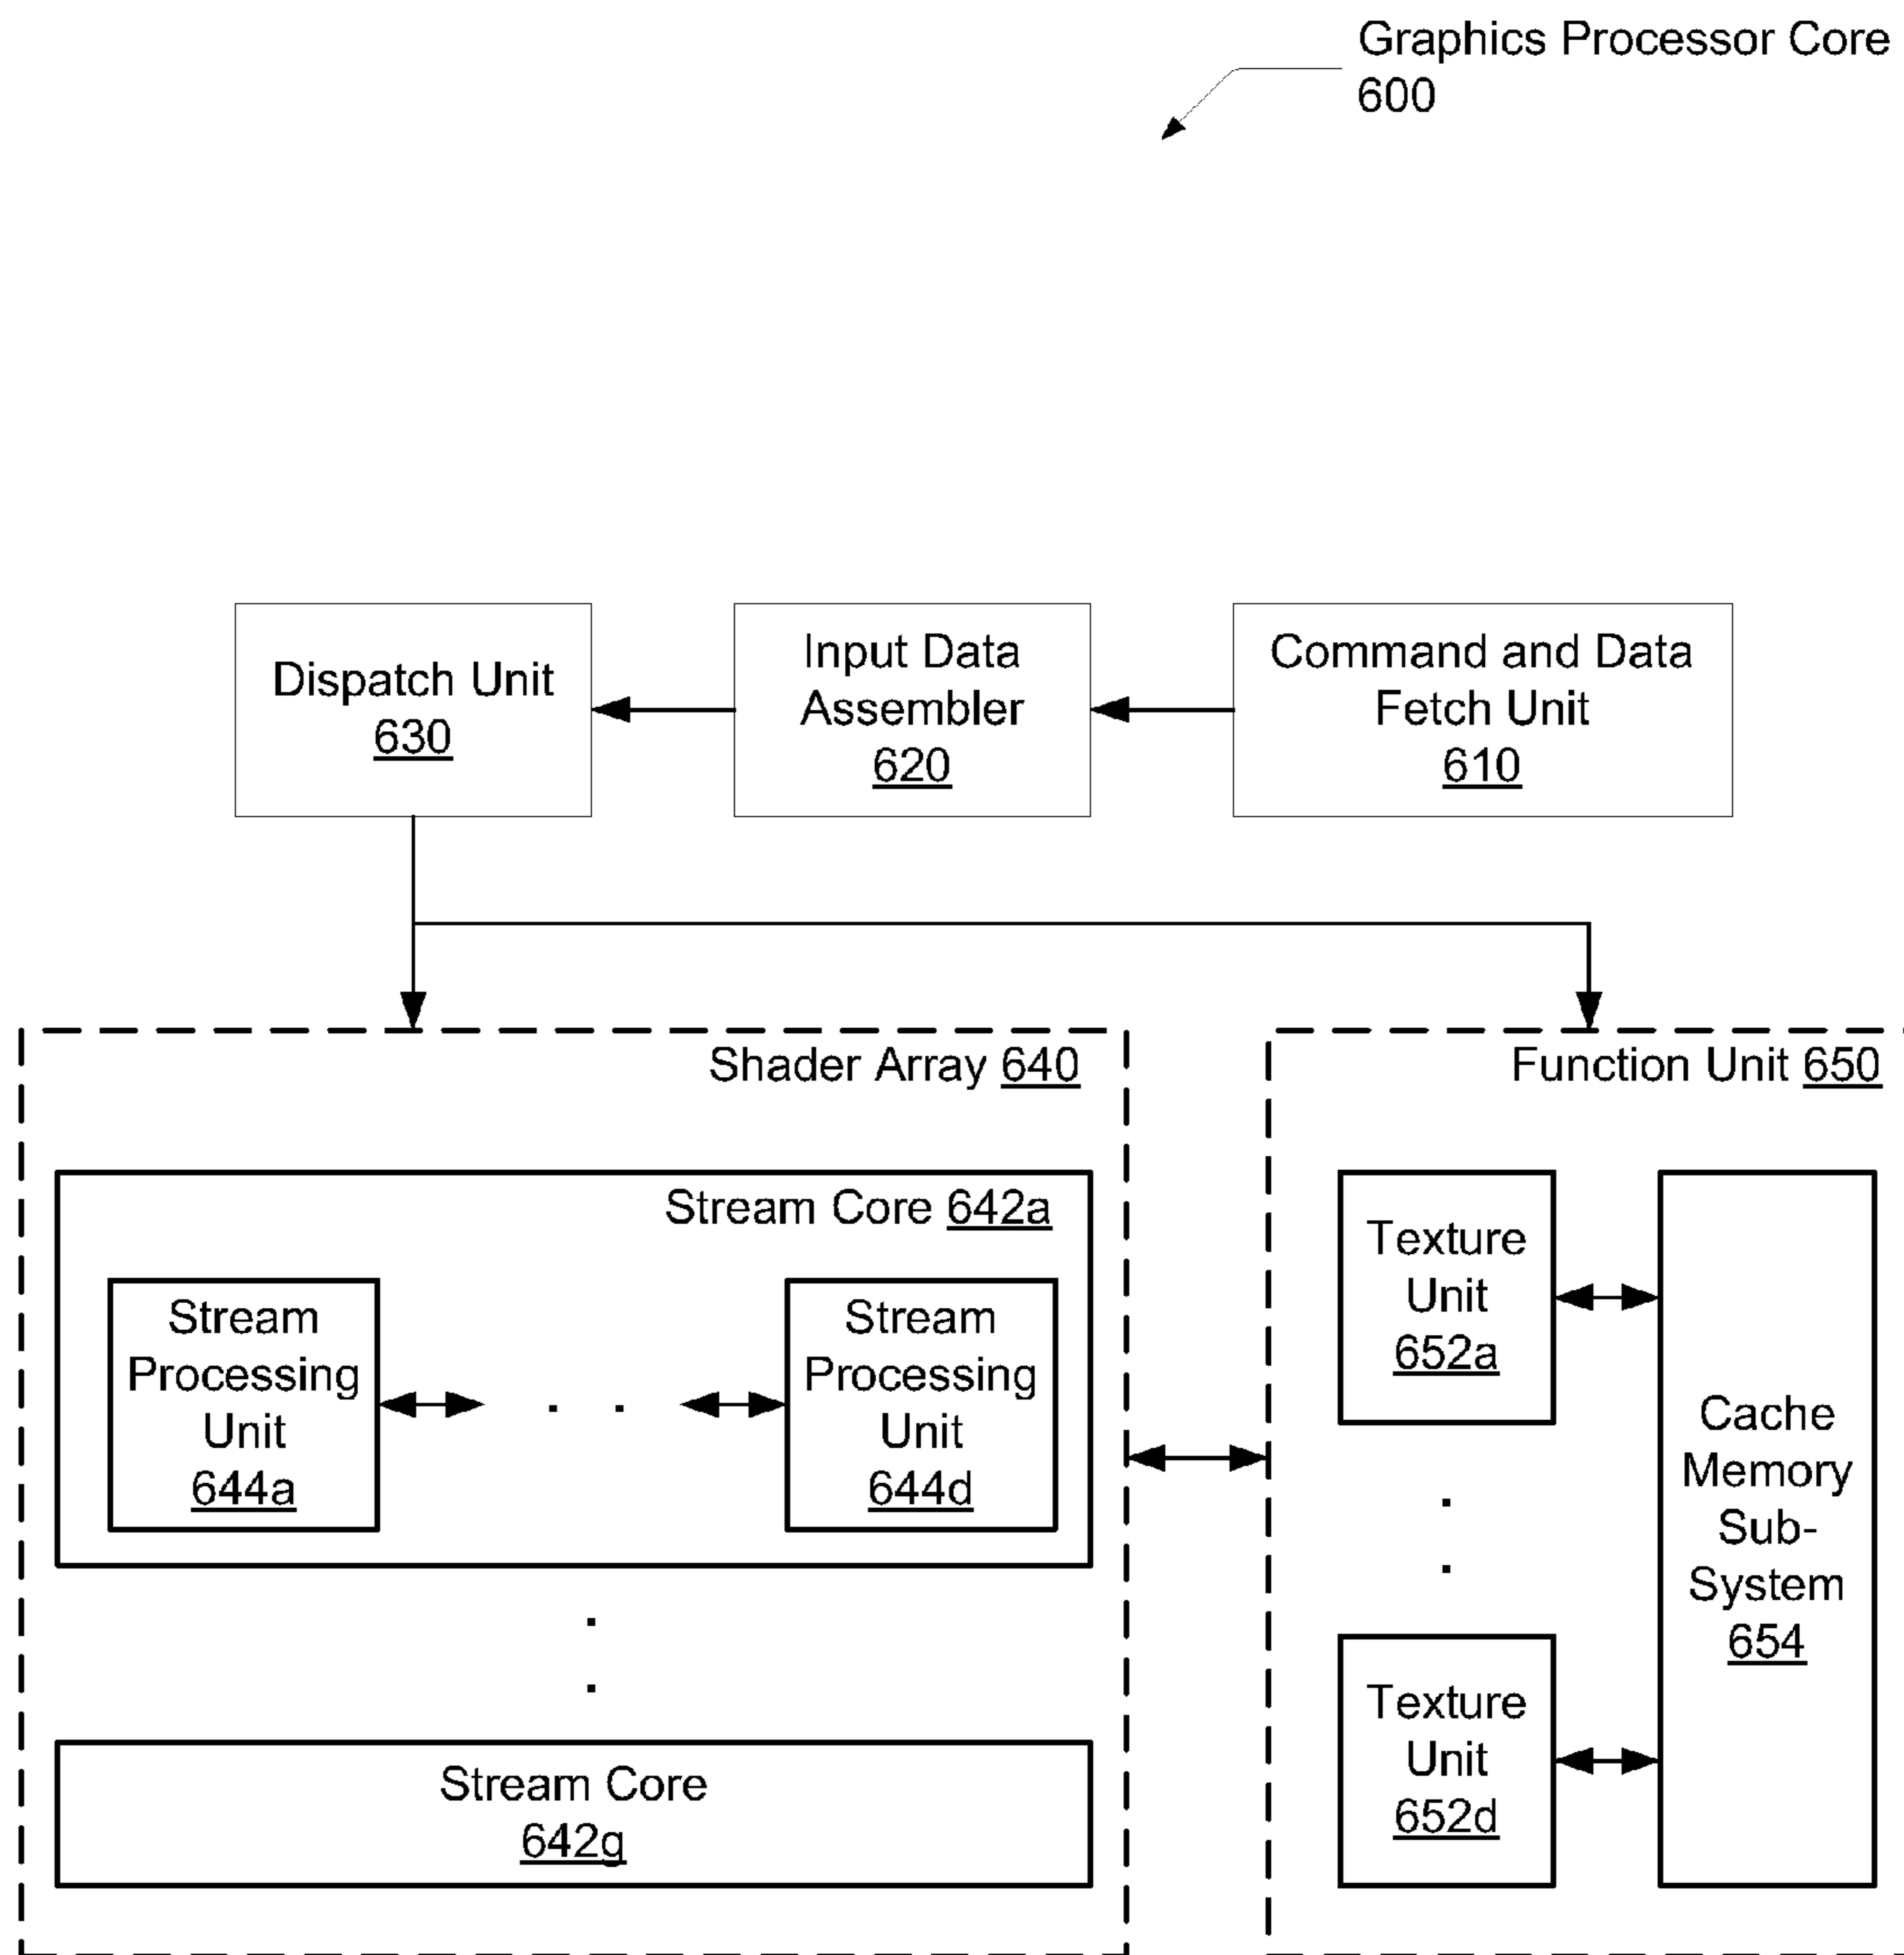 Graphics Processor Core
600
Dispatch Unit
630
Input Data
Assembler
620
Command and Data
Fetch Unit
610
Shader Array 640
Function Unit 650
Stream Core 642a
Stream
Processing
Unit
644a
Stream
Processing
Unit
644d
Stream Core
642g
Texture
Unit
652a
Texture
Unit
652d
Cache
Memory
Sub-
System
654